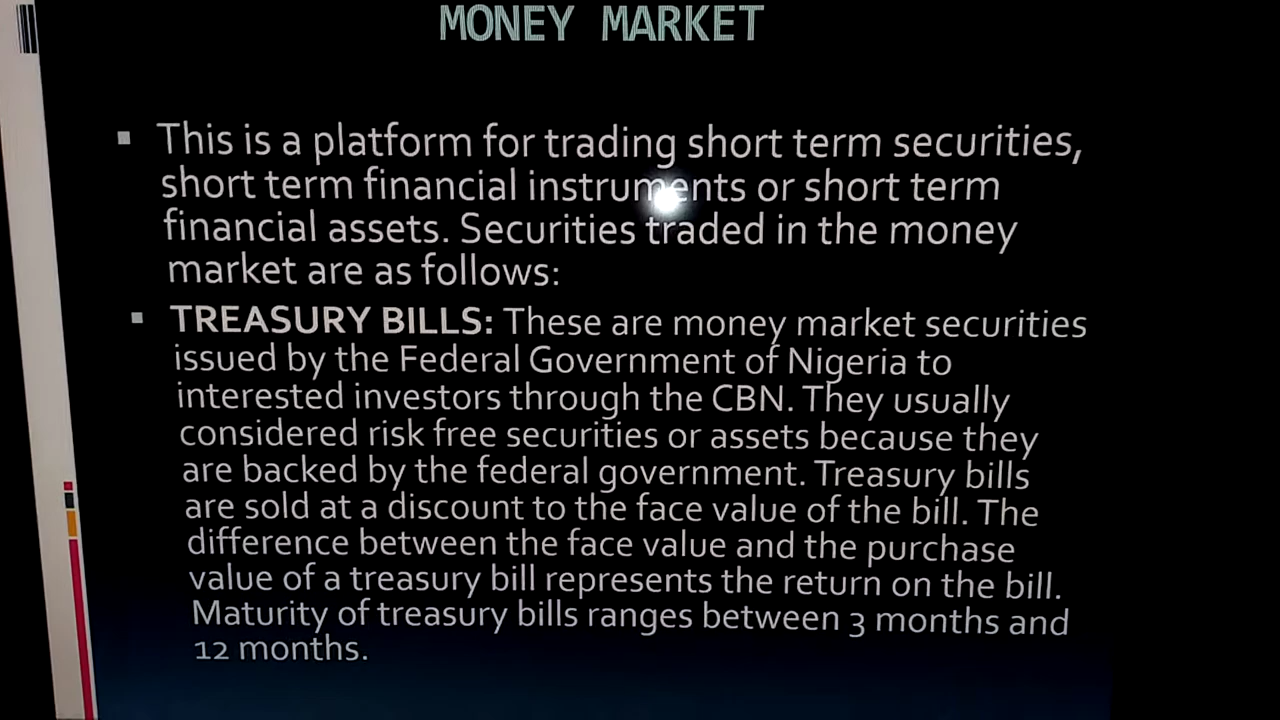 MONEY MARKET
▪ This is a platform for trading short term securities,
short term financial instruments or short term
financial assets. Securities traded in the money
market are as follows:
▪ TREASURY BILLS: These are money market securities
issued by the Federal Government of Nigeria to
interested investors through the CBN. They usually
considered risk free securities or assets because they
are backed by the federal government. Treasury bills
are sold at a discount to the face value of the bill. The
difference between the face value and the purchase
value of a treasury bill represents the return on the bill.
Maturity of treasury bills ranges between 3 months and
12 months.